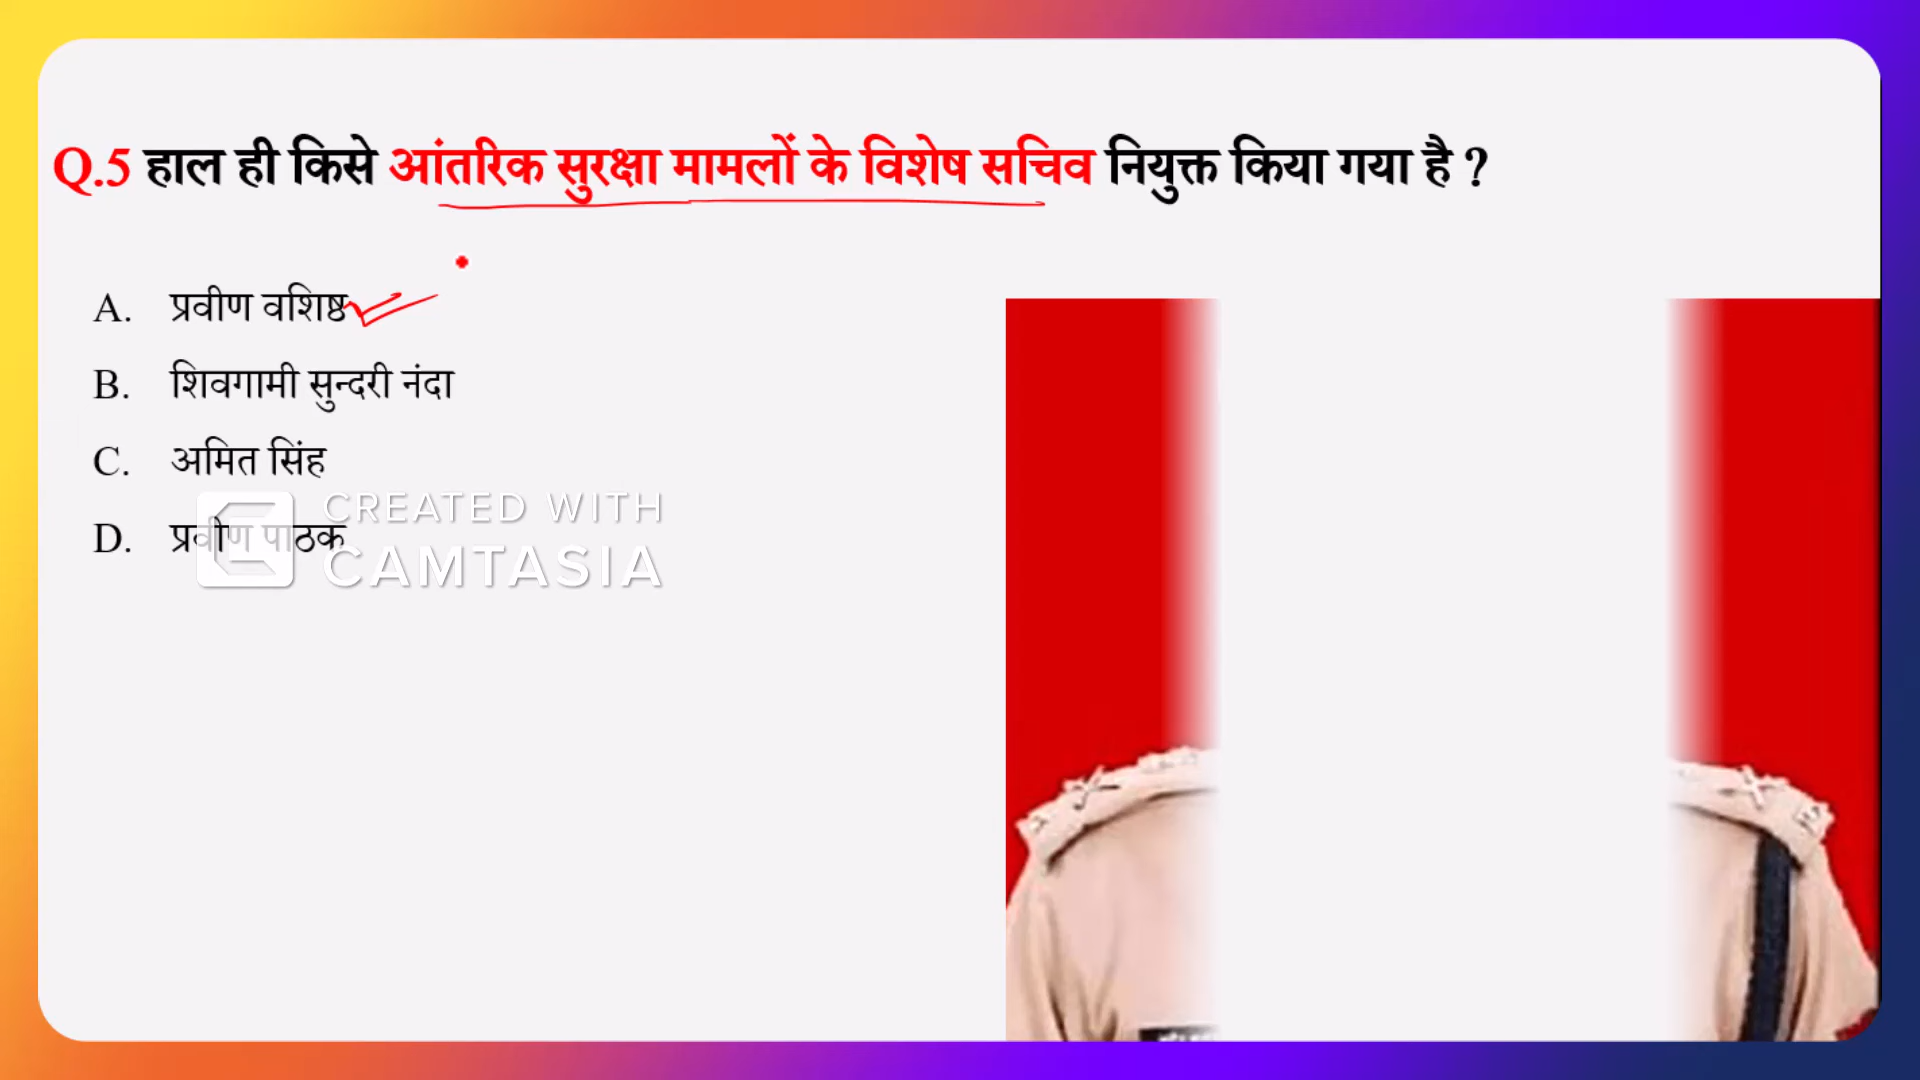 Q.5 हाल ही किसे आंतरिक सुरक्षा मामलों के विशेष सचिव नियुक्त किया गया है ?
A. प्रवीण वशिष्ठ
B. शिवगामी सुन्दरी नंदा
C. अमित सिंह
D. प्रवीण पाठक
CREATED WITH
CAMTASIA